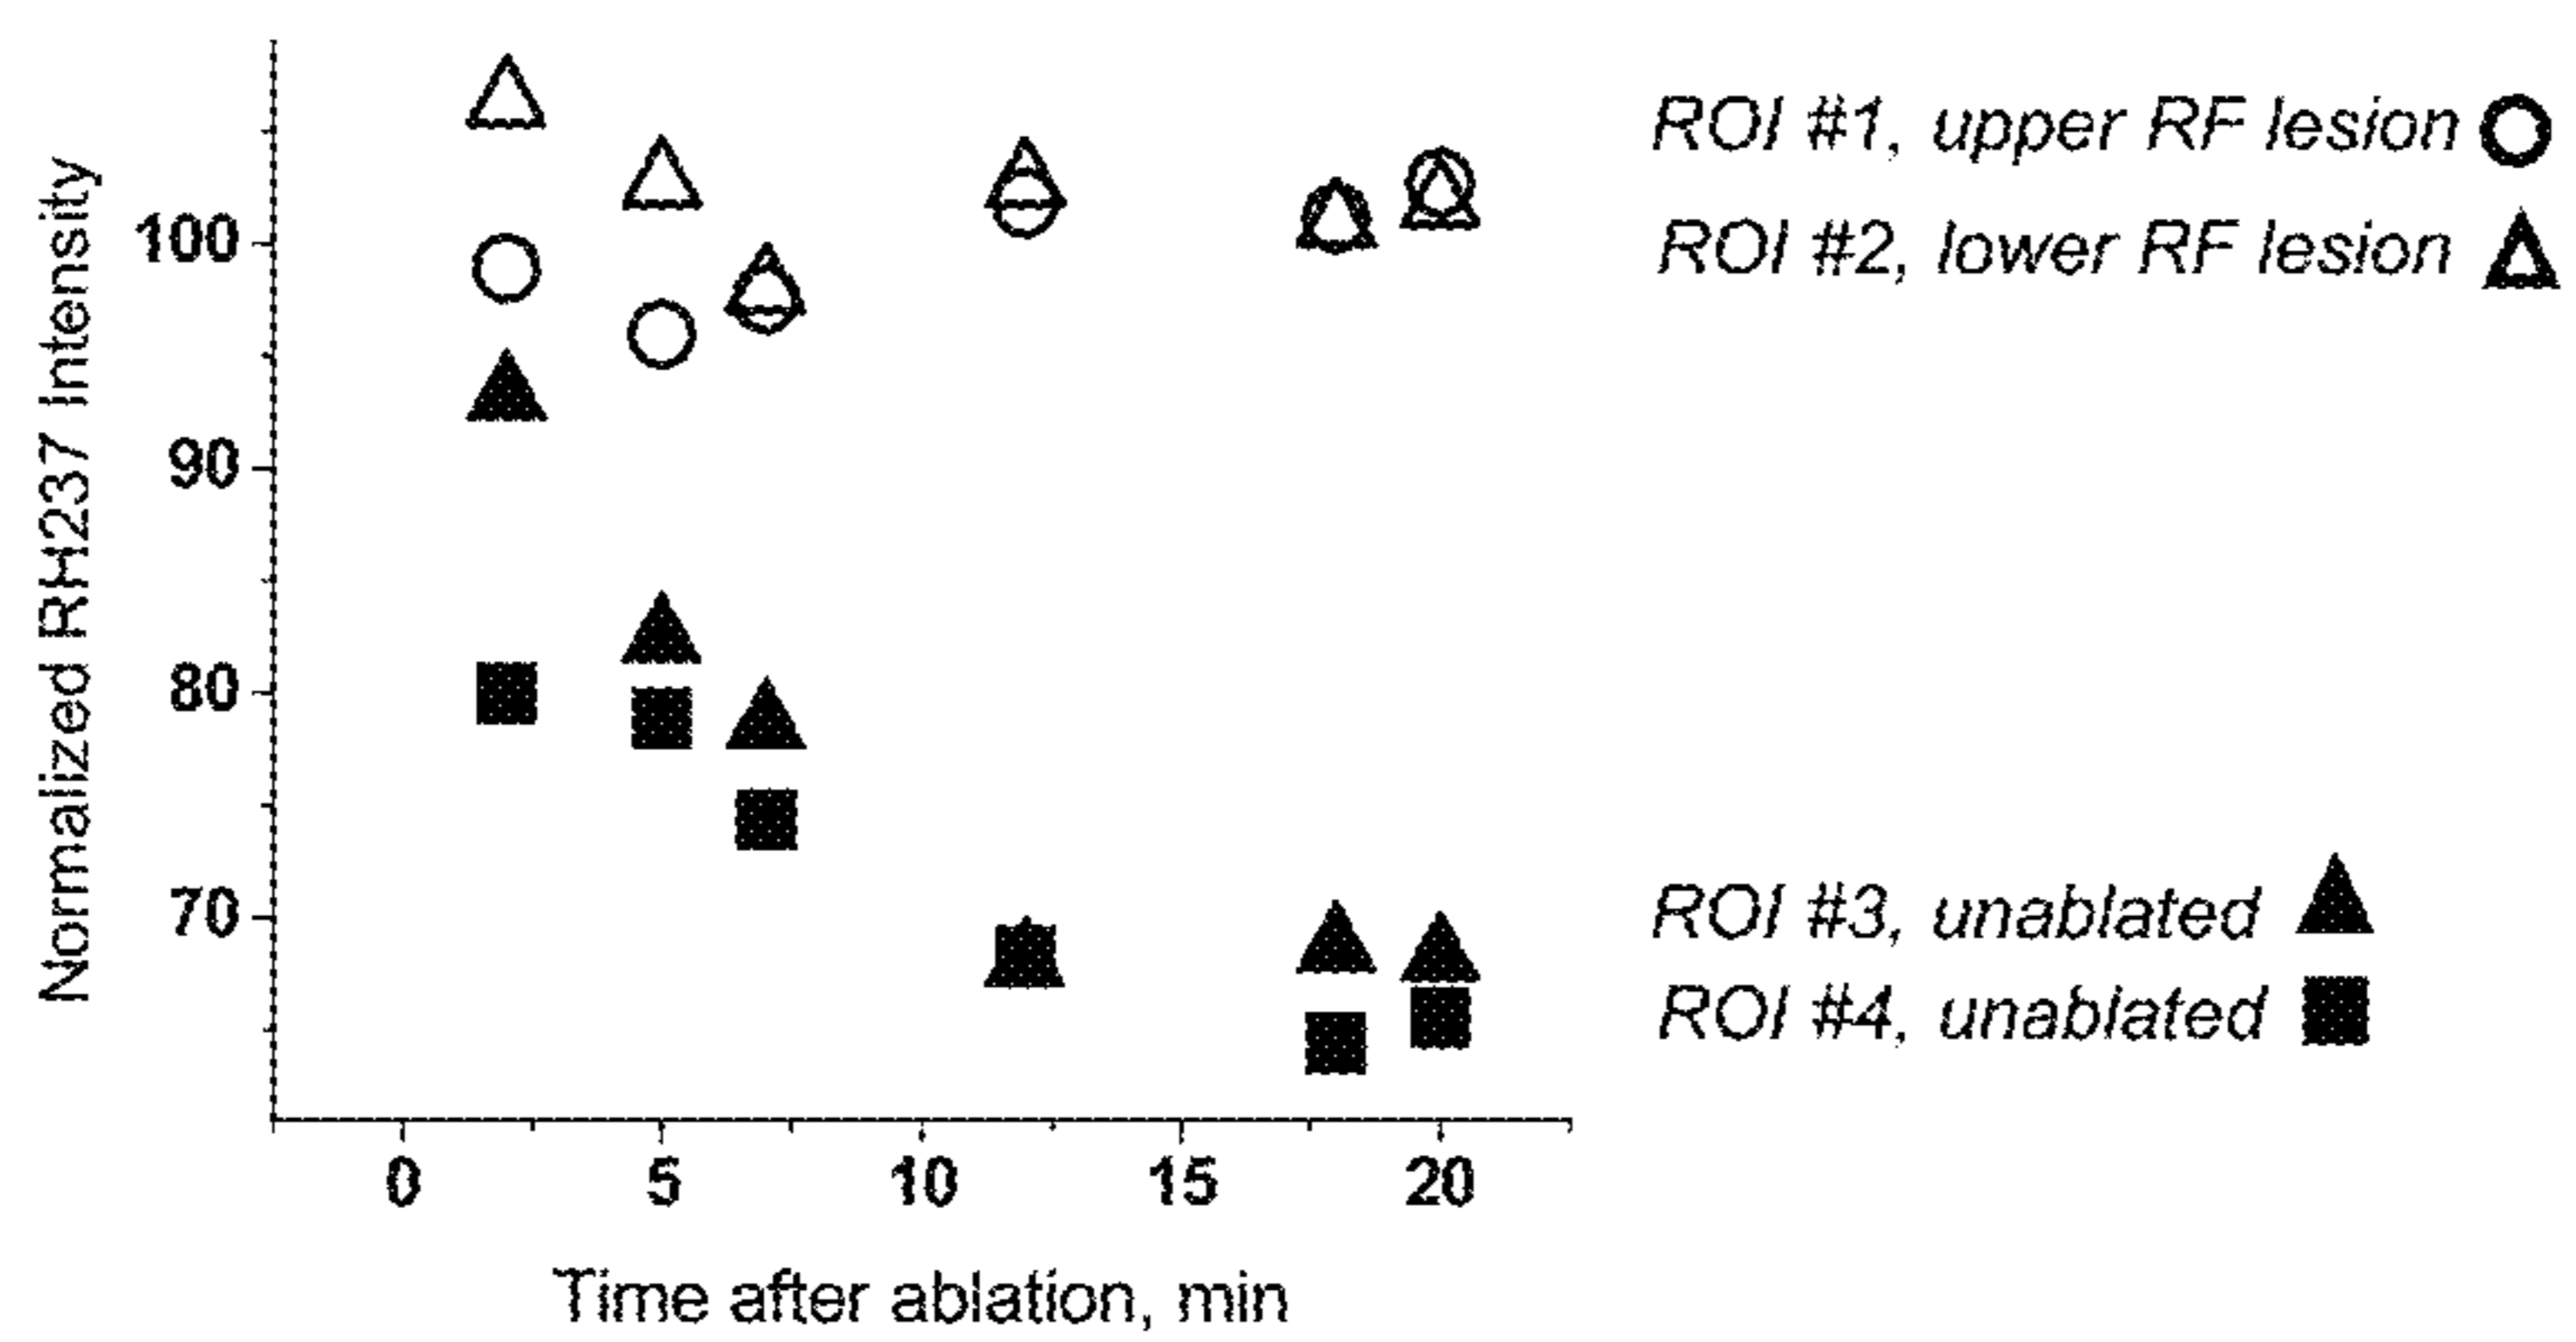 Normalized RH237 Intensity
100
90
80
70
0 5 10 15 20
Time after ablation, min
ROI #1, upper RF lesion
ROI #2, lower RF lesion
ROI #3, unablated
ROI #4, unablated